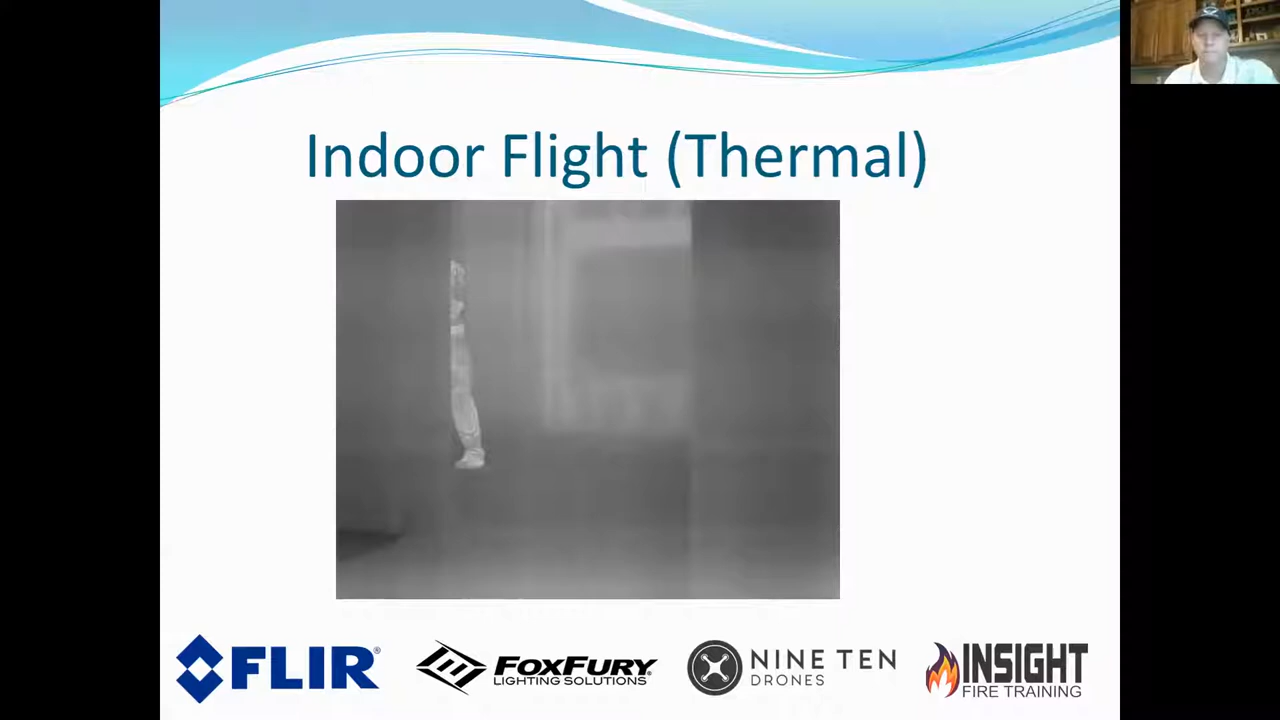 Indoor Flight (Thermal)
FLIR®
FOXFURY
LIGHTING SOLUTIONS
NINE TEN
DRONES
INSIGHT
FIRE TRAINING